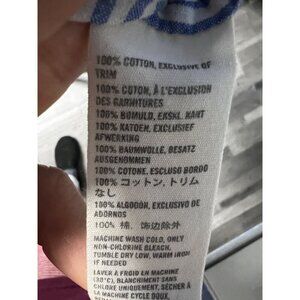 100% COTTON, EXCLUSIVE OF
TRIM
100% COTON, À L'EXCLUSION
DES GARNITURES
100% BOMULD, EKSKL. KANT
100% KATOEN, EXCLUSIEF
AFWERKING
100% BAUMWOLLE, BESATZ
AUSGENOMMEN
100% COTONE, ESCLUSO BORDO
100% コットン、トリム
なし
100% ALGODÓN, EXCLUSIVO DE
ADORNOS
100% 棉, 饰边除外
MACHINE WASH COLD, ONLY
NON-CHLORINE BLEACH,
TUMBLE DRY LOW, WARM IRON
IF NEEDED
LAVER À FROID EN MACHINE
(30°C), BLANCHIMENT SANS
CHLORE UNIQUEMENT, SÉCHER À
LA MACHINE CYCLE DOUX,